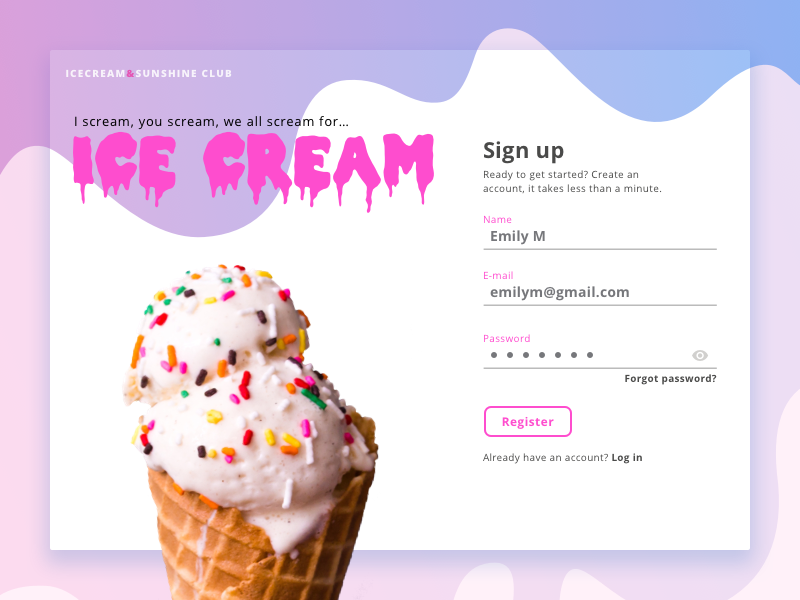 ICECREAM&SUNSHINE CLUB
I scream, you scream, we all scream for…
ICE CREAM
Sign up
Ready to get started? Create an
account, it takes less than a minute.
Name
Emily M
E-mail
emilym@gmail.com
Password
Forgot password?
Register
Already have an account? Log in